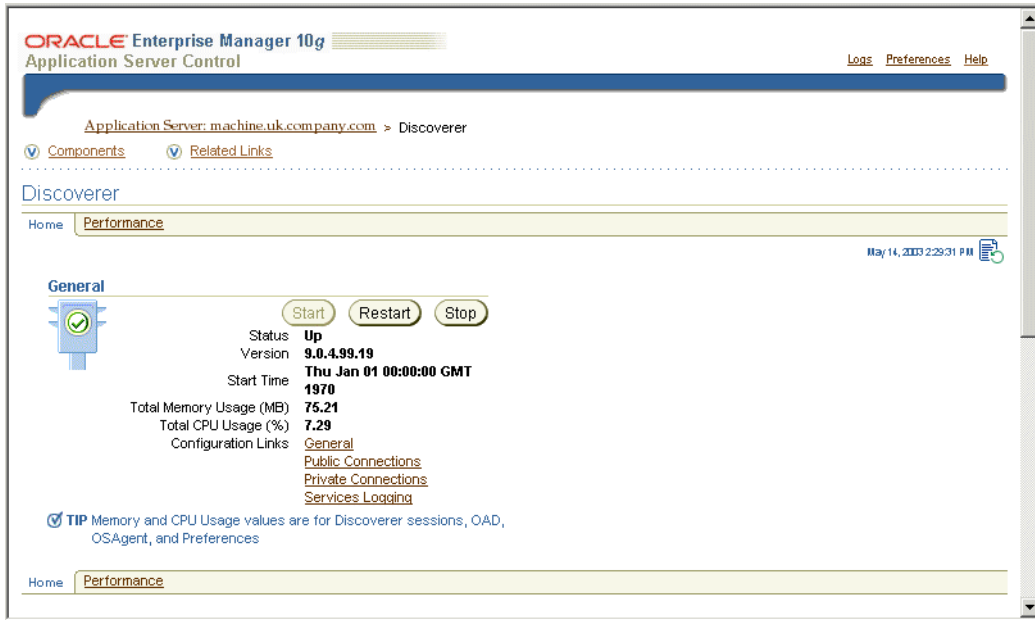 ORACLE Enterprise Manager 10g
Application Server Control
Logs Preferences Help
Application Server: machine.uk.company.com > Discoverer
Components Related Links
Discoverer
Home Performance
May 14, 2003 2:29:31 PM
General
Start Restart Stop
Status Up
Version 9.0.4.99.19
Start Time Thu Jan 01 00:00:00 GMT
1970
Total Memory Usage (MB) 75.21
Total CPU Usage (%) 7.29
Configuration Links General
Public Connections
Private Connections
Services Logging
TIP Memory and CPU Usage values are for Discoverer sessions, OAD,
OSAgent, and Preferences
Home Performance